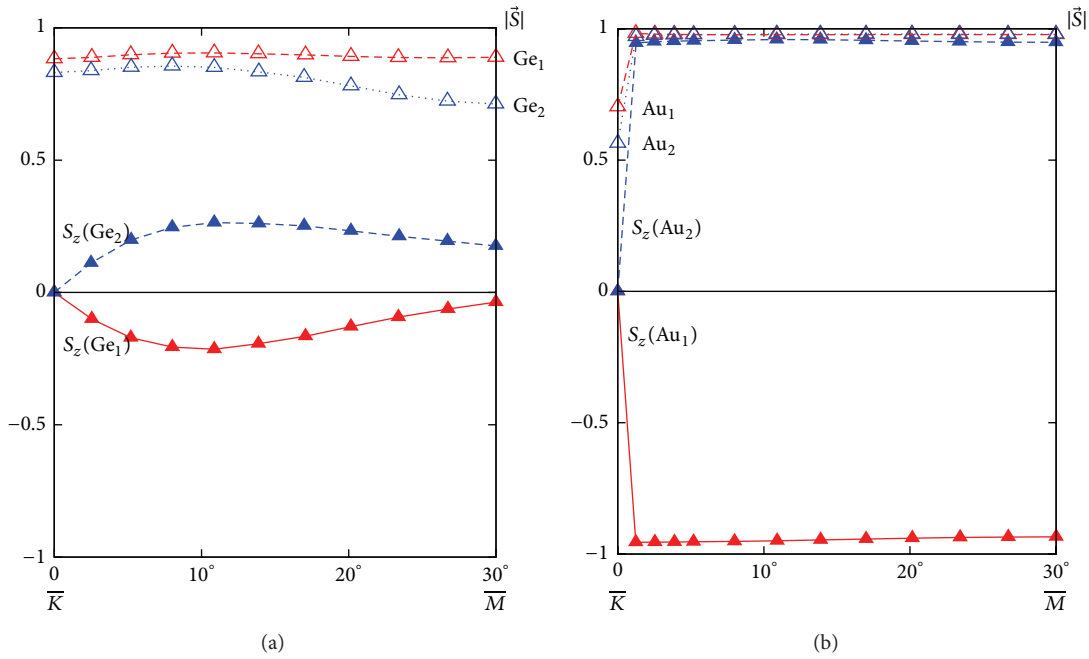 |S⃗|
1
Ge₁
Ge₂
0.5
S_z(Ge₂)
0
S_z(Ge₁)
−0.5
−1
0 10° 20° 30°
K̅ M̅
(a)
|S⃗|
1
Au₁
Au₂
0.5
S_z(Au₂)
0
S_z(Au₁)
−0.5
−1
0 10° 20° 30°
K̅ M̅
(b)